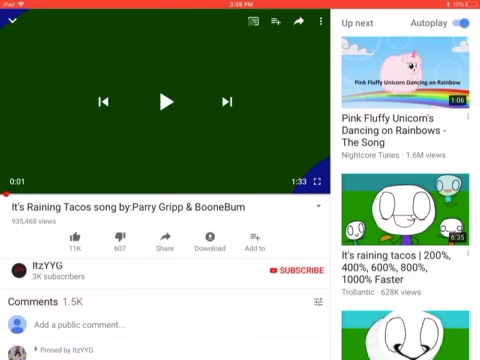 iPad
3:59 PM
10%
0:01
1:33
It's Raining Tacos song by:Parry Gripp & BooneBum
935,468 views
11K
607
Share
Download
Add to
ItzYYG
3K subscribers
SUBSCRIBE
Comments 1.5K
Add a public comment...
Pinned by ItzYYG
Up next
Autoplay
Pink Fluffy Unicorn Dancing on Rainbow
1:06
Pink Fluffy Unicorn's
Dancing on Rainbows -
The Song
Nightcore Tunes · 1.6M views
6:35
It's raining tacos | 200%,
400%, 600%, 800%,
1000% Faster
Trollantic · 628K views